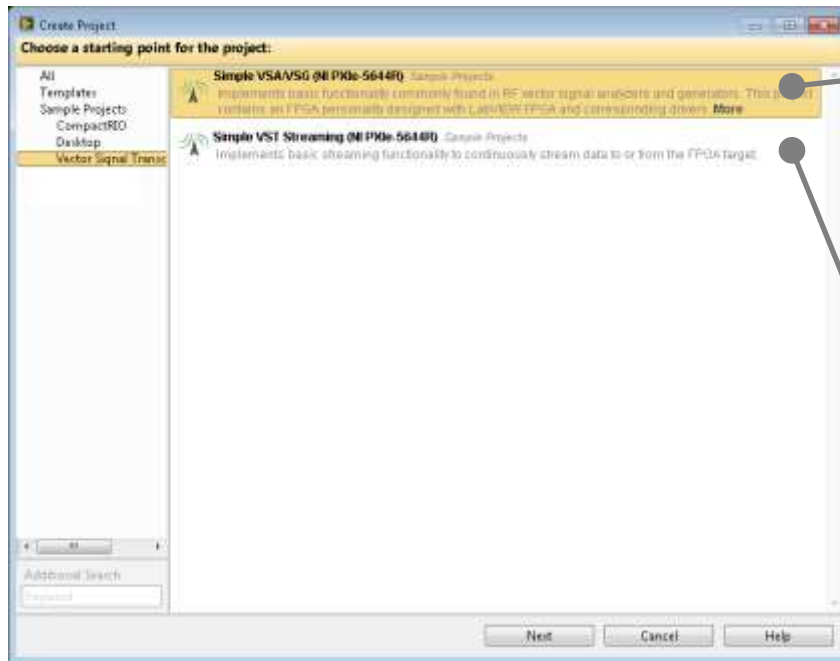 Create Project
Choose a starting point for the project:
All
Templates
Sample Projects
CompactRIO
Desktop
Vector Signal Transc
Simple VSA/VSG (NI PXIe-5644R) Sample Projects
Implements basic functionality commonly found in RF vector signal analyzers and generators. This project
contains an FPGA personality designed with LabVIEW FPGA and corresponding drivers. More
Simple VST Streaming (NI PXIe-5644R) Sample Projects
Implements basic streaming functionality to continuously stream data to or from the FPGA target.
Additional Search
Keyword
Next
Cancel
Help